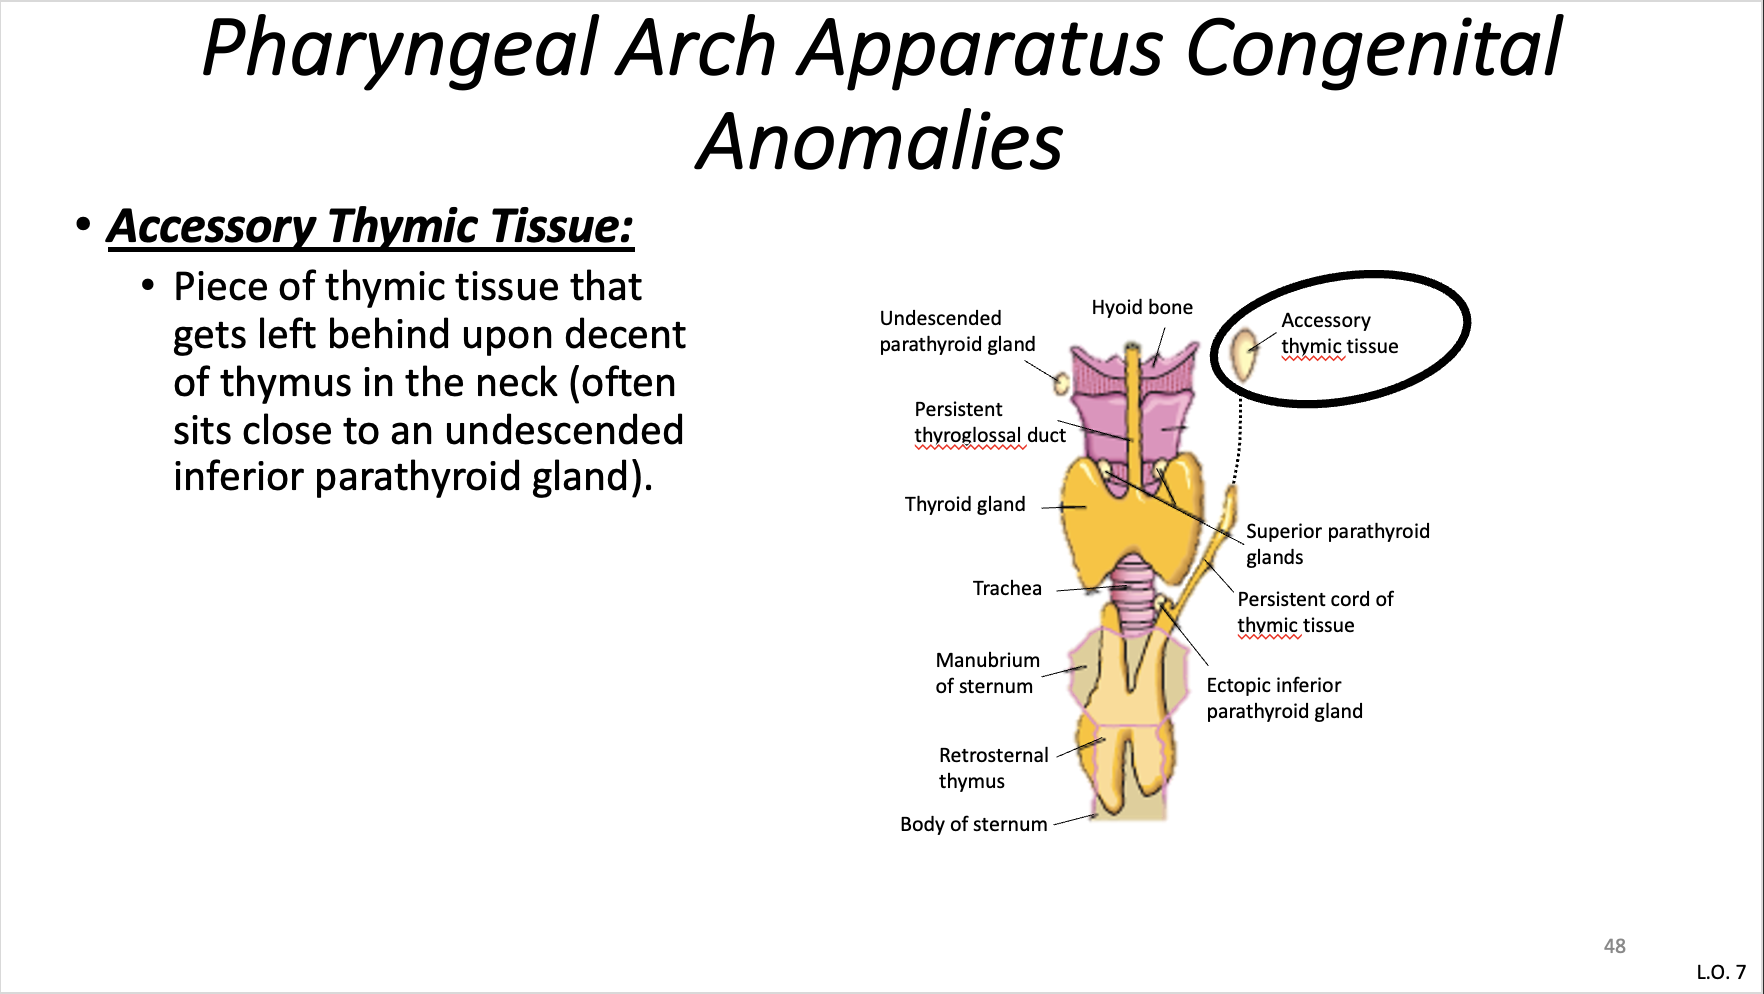 Pharyngeal Arch Apparatus Congenital
Anomalies
• Accessory Thymic Tissue:
• Piece of thymic tissue that
gets left behind upon decent
of thymus in the neck (often
sits close to an undescended
inferior parathyroid gland).
Undescended
parathyroid gland
Hyoid bone
Accessory
thymic tissue
Persistent
thyroglossal duct
Thyroid gland
Superior parathyroid
glands
Trachea
Persistent cord of
thymic tissue
Manubrium
of sternum
Ectopic inferior
parathyroid gland
Retrosternal
thymus
Body of sternum
48
L.O. 7